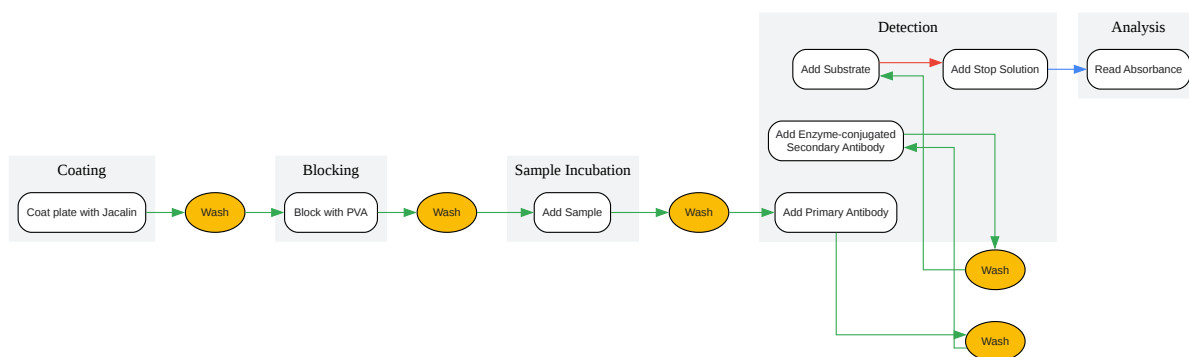 Detection
Analysis
Add Substrate
Add Stop Solution
Read Absorbance
Add Enzyme-conjugated
Secondary Antibody
Coating
Blocking
Sample Incubation
Coat plate with Jacalin
Wash
Block with PVA
Wash
Add Sample
Wash
Add Primary Antibody
Wash
Wash